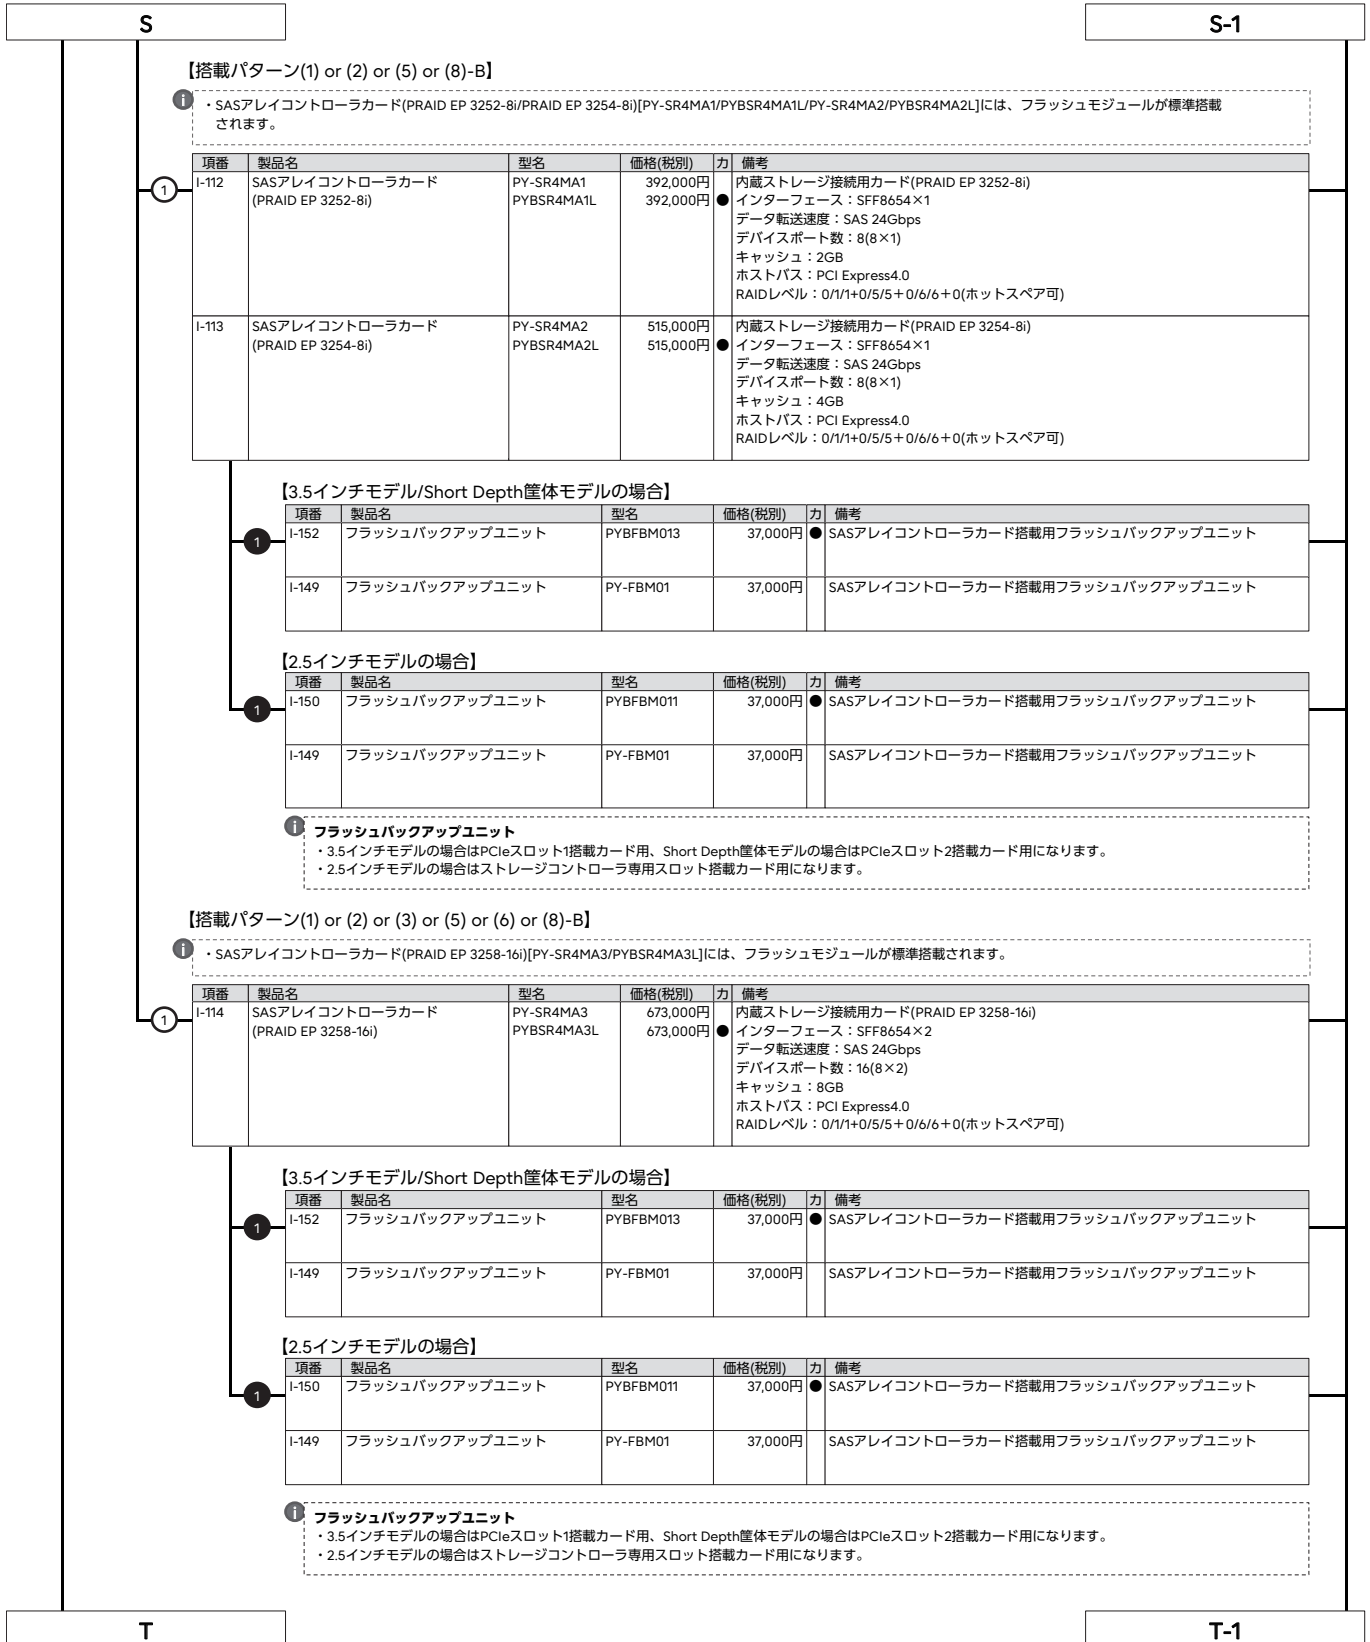 S
S-1
【搭載パターン(1) or (2) or (5) or (8)-B】
・SASアレイコントローラカード(PRAID EP 3252-8i/PRAID EP 3254-8i)[PY-SR4MA1/PYBSR4MA1L/PY-SR4MA2/PYBSR4MA2L]には、フラッシュモジュールが標準搭載
されます。
項番 製品名 型名 価格(税別) カ 備考
1
I-112 SASアレイコントローラカード PY-SR4MA1 392,000円 内蔵ストレージ接続用カード(PRAID EP 3252-8i)
(PRAID EP 3252-8i) PYBSR4MA1L 392,000円 ● インターフェース：SFF8654×1
データ転送速度：SAS 24Gbps
デバイスポート数：8(8×1)
キャッシュ：2GB
ホストバス：PCI Express4.0
RAIDレベル：0/1/1+0/5/5＋0/6/6＋0(ホットスペア可)
I-113 SASアレイコントローラカード PY-SR4MA2 515,000円 内蔵ストレージ接続用カード(PRAID EP 3254-8i)
(PRAID EP 3254-8i) PYBSR4MA2L 515,000円 ● インターフェース：SFF8654×1
データ転送速度：SAS 24Gbps
デバイスポート数：8(8×1)
キャッシュ：4GB
ホストバス：PCI Express4.0
RAIDレベル：0/1/1+0/5/5＋0/6/6＋0(ホットスペア可)
【3.5インチモデル/Short Depth筐体モデルの場合】
項番 製品名 型名 価格(税別) カ 備考
1
I-152 フラッシュバックアップユニット PYBFBM013 37,000円 ● SASアレイコントローラカード搭載用フラッシュバックアップユニット
I-149 フラッシュバックアップユニット PY-FBM01 37,000円 SASアレイコントローラカード搭載用フラッシュバックアップユニット
【2.5インチモデルの場合】
項番 製品名 型名 価格(税別) カ 備考
1
I-150 フラッシュバックアップユニット PYBFBM011 37,000円 ● SASアレイコントローラカード搭載用フラッシュバックアップユニット
I-149 フラッシュバックアップユニット PY-FBM01 37,000円 SASアレイコントローラカード搭載用フラッシュバックアップユニット
フラッシュバックアップユニット
・3.5インチモデルの場合はPCIeスロット1搭載カード用、Short Depth筐体モデルの場合はPCIeスロット2搭載カード用になります。
・2.5インチモデルの場合はストレージコントローラ専用スロット搭載カード用になります。
【搭載パターン(1) or (2) or (3) or (5) or (6) or (8)-B】
・SASアレイコントローラカード(PRAID EP 3258-16i)[PY-SR4MA3/PYBSR4MA3L]には、フラッシュモジュールが標準搭載されます。
項番 製品名 型名 価格(税別) カ 備考
1
I-114 SASアレイコントローラカード PY-SR4MA3 673,000円 内蔵ストレージ接続用カード(PRAID EP 3258-16i)
(PRAID EP 3258-16i) PYBSR4MA3L 673,000円 ● インターフェース：SFF8654×2
データ転送速度：SAS 24Gbps
デバイスポート数：16(8×2)
キャッシュ：8GB
ホストバス：PCI Express4.0
RAIDレベル：0/1/1+0/5/5＋0/6/6＋0(ホットスペア可)
【3.5インチモデル/Short Depth筐体モデルの場合】
項番 製品名 型名 価格(税別) カ 備考
1
I-152 フラッシュバックアップユニット PYBFBM013 37,000円 ● SASアレイコントローラカード搭載用フラッシュバックアップユニット
I-149 フラッシュバックアップユニット PY-FBM01 37,000円 SASアレイコントローラカード搭載用フラッシュバックアップユニット
【2.5インチモデルの場合】
項番 製品名 型名 価格(税別) カ 備考
1
I-150 フラッシュバックアップユニット PYBFBM011 37,000円 ● SASアレイコントローラカード搭載用フラッシュバックアップユニット
I-149 フラッシュバックアップユニット PY-FBM01 37,000円 SASアレイコントローラカード搭載用フラッシュバックアップユニット
フラッシュバックアップユニット
・3.5インチモデルの場合はPCIeスロット1搭載カード用、Short Depth筐体モデルの場合はPCIeスロット2搭載カード用になります。
・2.5インチモデルの場合はストレージコントローラ専用スロット搭載カード用になります。
T
T-1